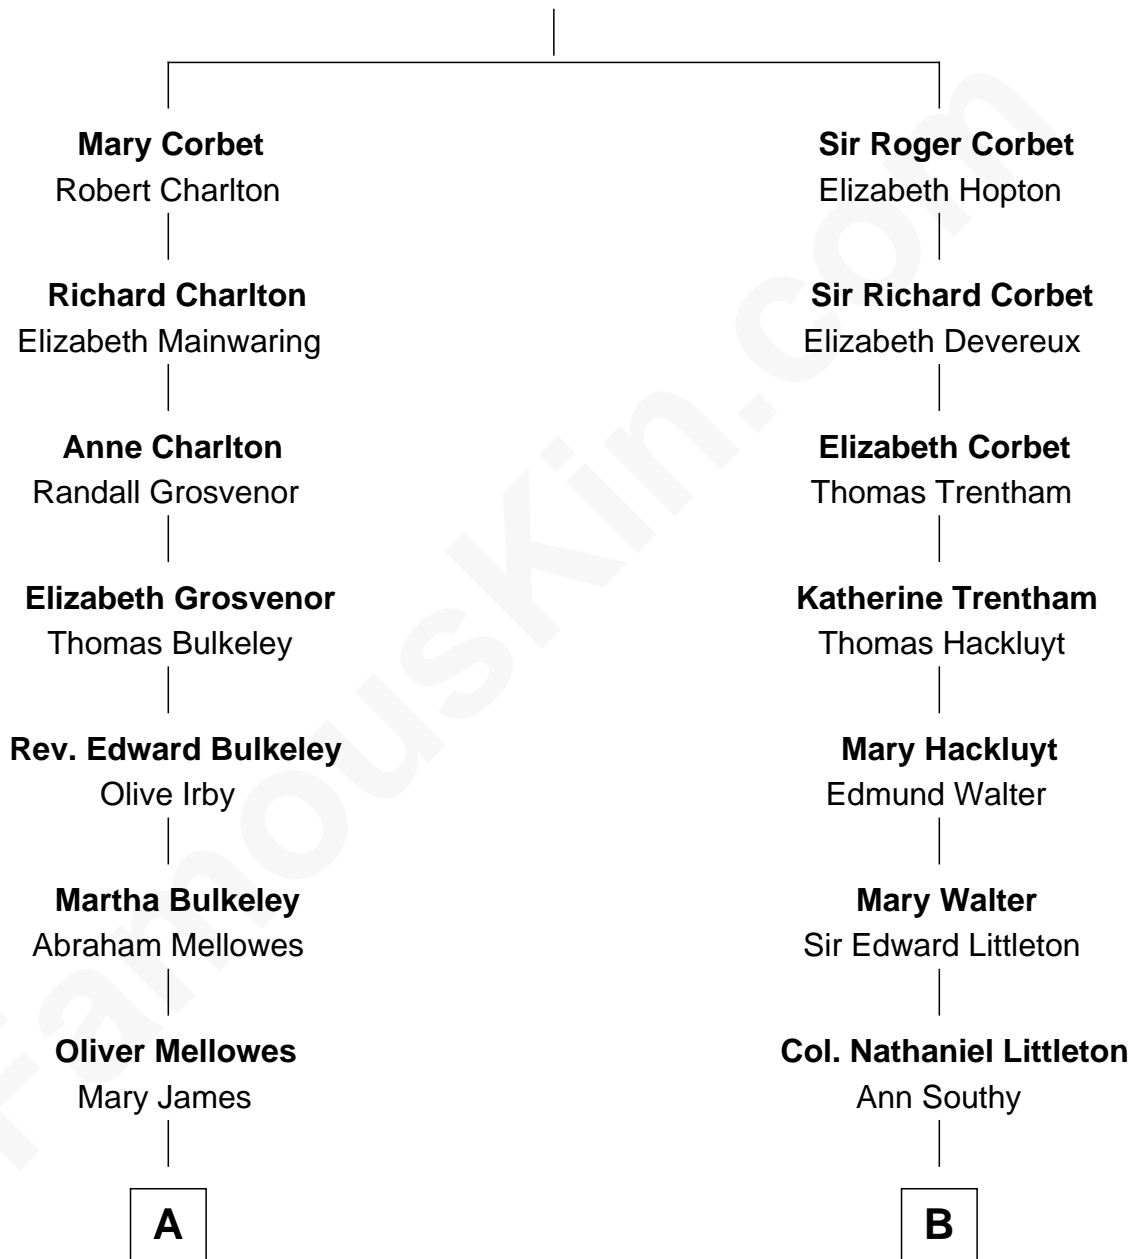 Mary Corbet
Robert Charlton
Richard Charlton
Elizabeth Mainwaring
Anne Charlton
Randall Grosvenor
Elizabeth Grosvenor
Thomas Bulkeley
Rev. Edward Bulkeley
Olive Irby
Martha Bulkeley
Abraham Mellowes
Oliver Mellowes
Mary James
A
Sir Roger Corbet
Elizabeth Hopton
Sir Richard Corbet
Elizabeth Devereux
Elizabeth Corbet
Thomas Trentham
Katherine Trentham
Thomas Hackluyt
Mary Hackluyt
Edmund Walter
Mary Walter
Sir Edward Littleton
Col. Nathaniel Littleton
Ann Southy
B
FamousKin.com